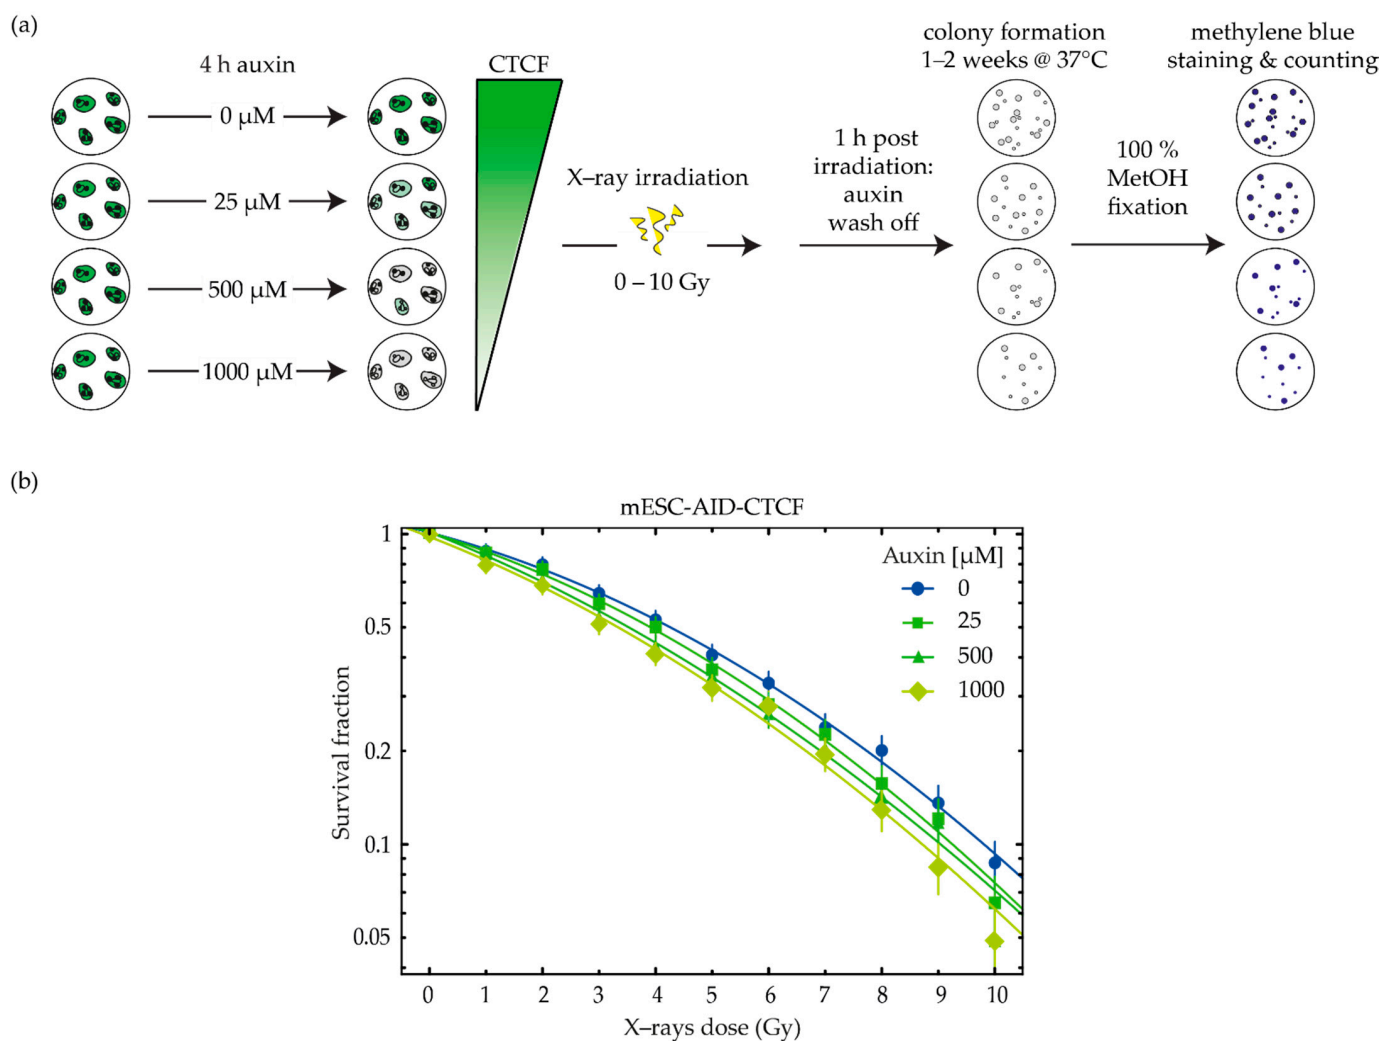 (a)
4 h auxin
0 µM
25 µM
500 µM
1000 µM
CTCF
X–ray irradiation
0 – 10 Gy
1 h post
irradiation:
auxin
wash off
colony formation
1–2 weeks @ 37°C
100 %
MetOH
fixation
methylene blue
staining & counting
(b)
mESC-AID-CTCF
Survival fraction
1
0.5
0.2
0.1
0.05
Auxin [µM]
0
25
500
1000
0 1 2 3 4 5 6 7 8 9 10
X–rays dose (Gy)